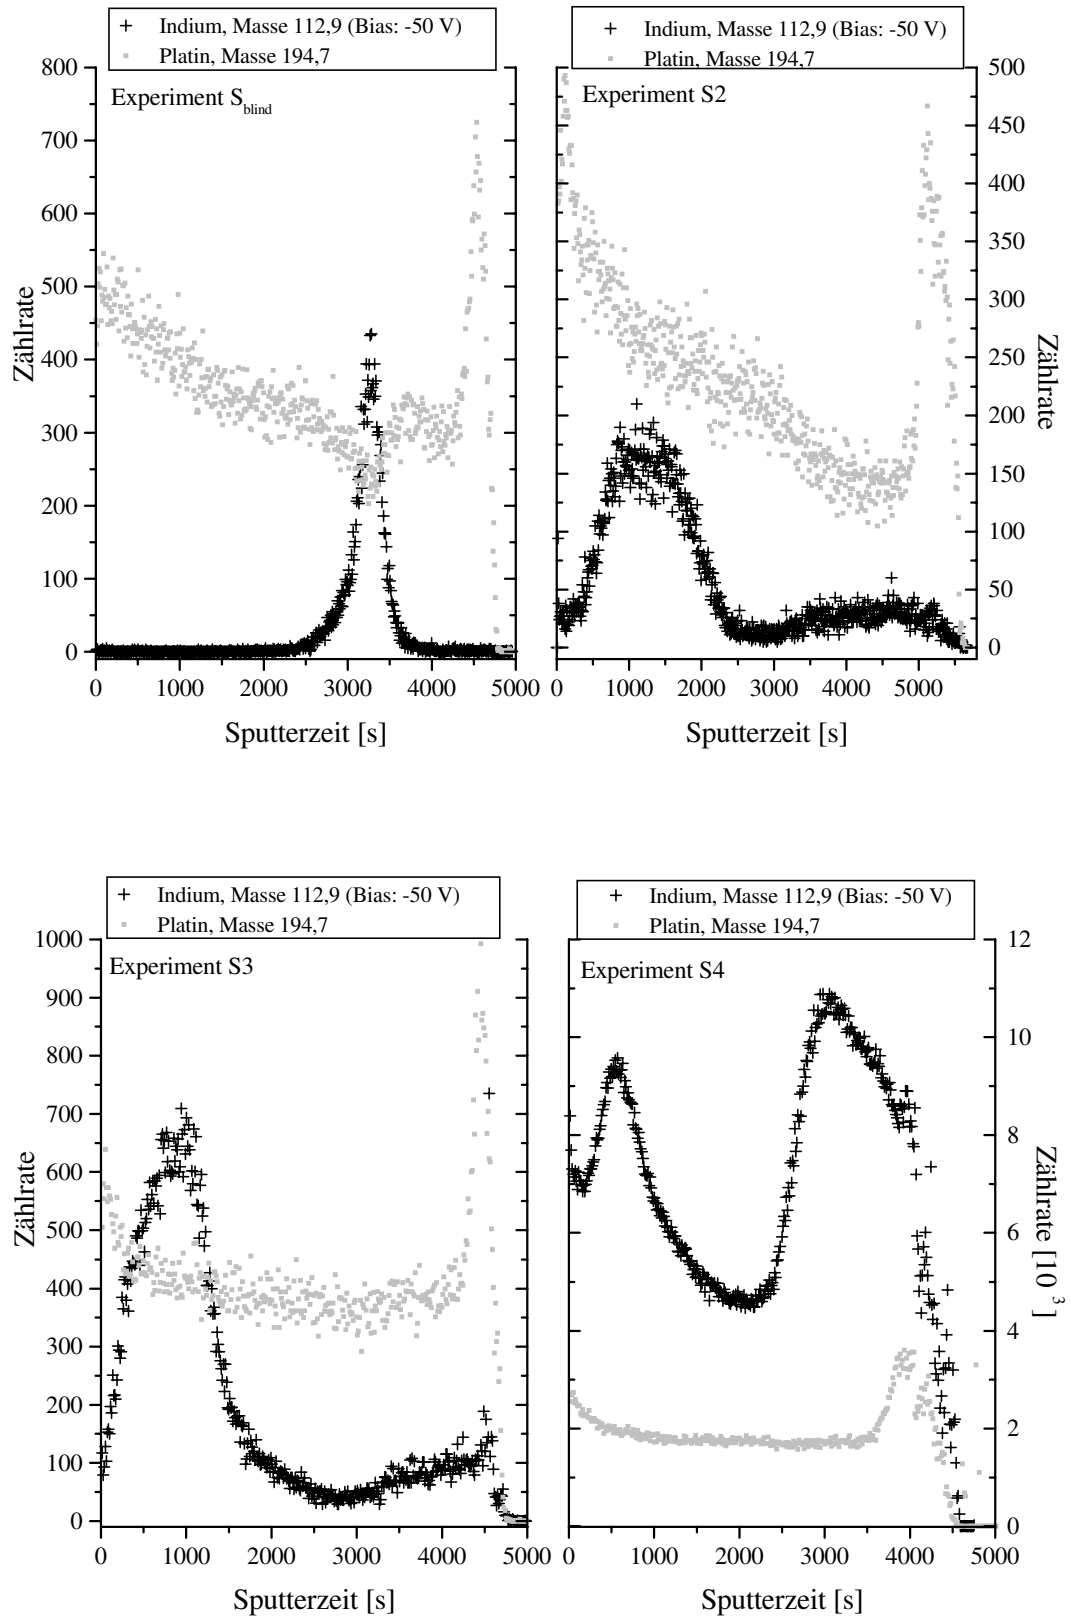 Indium, Masse 112,9 (Bias: -50 V)
Platin, Masse 194,7
Experiment S_blind
800
700
600
500
400
300
200
100
0
Zählrate
0 1000 2000 3000 4000 5000
Sputterzeit [s]
Indium, Masse 112,9 (Bias: -50 V)
Platin, Masse 194,7
Experiment S2
500
450
400
350
300
250
200
150
100
50
0
Zählrate
0 1000 2000 3000 4000 5000
Sputterzeit [s]
Indium, Masse 112,9 (Bias: -50 V)
Platin, Masse 194,7
Experiment S3
1000
900
800
700
600
500
400
300
200
100
0
Zählrate
0 1000 2000 3000 4000 5000
Sputterzeit [s]
Indium, Masse 112,9 (Bias: -50 V)
Platin, Masse 194,7
Experiment S4
12
10
8
6
4
2
0
Zählrate [10³]
0 1000 2000 3000 4000 5000
Sputterzeit [s]